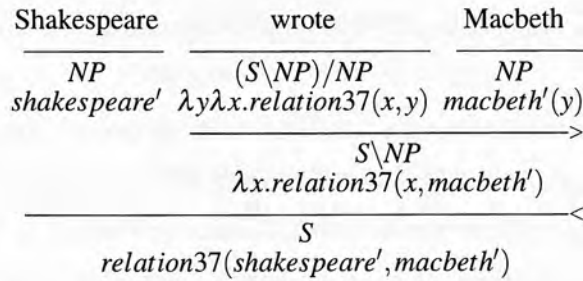 Shakespeare wrote Macbeth
NP (S\NP)/NP NP
shakespeare′ λyλx.relation37(x,y) macbeth′(y)
>
S\NP
λx.relation37(x,macbeth′)
<
S
relation37(shakespeare′,macbeth′)